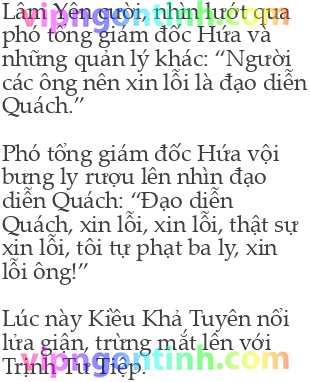 Lâm Yên cười, nhìn lướt qua
phó tổng giám đốc Hứa và
những quản lý khác: “Người
các ông nên xin lỗi là đạo diễn
Quách.”

Phó tổng giám đốc Hứa vội
bưng ly rượu lên nhìn đạo
diễn Quách: “Đạo diễn
Quách, xin lỗi, xin lỗi, thật sự
xin lỗi, tôi tự phạt ba ly, xin
lỗi ông!”

Lúc này Kiều Khả Tuyên nổi
lửa giận, trừng mắt lên với
Trịnh Tư Tiệp.
vipngontinh.com
vipngontinh.com